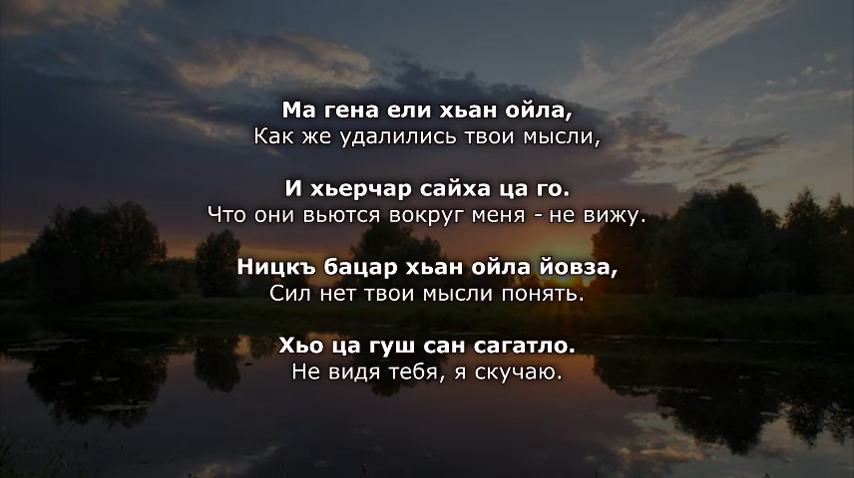 Ма гена ели хьан ойла,
Как же удалились твои мысли,
И хьерчар сайха ца го.
Что они вьются вокруг меня - не вижу.
Ницкъ бацар хьан ойла йовза,
Сил нет твои мысли понять.
Хьо ца гуш сан сагатло.
Не видя тебя, я скучаю.